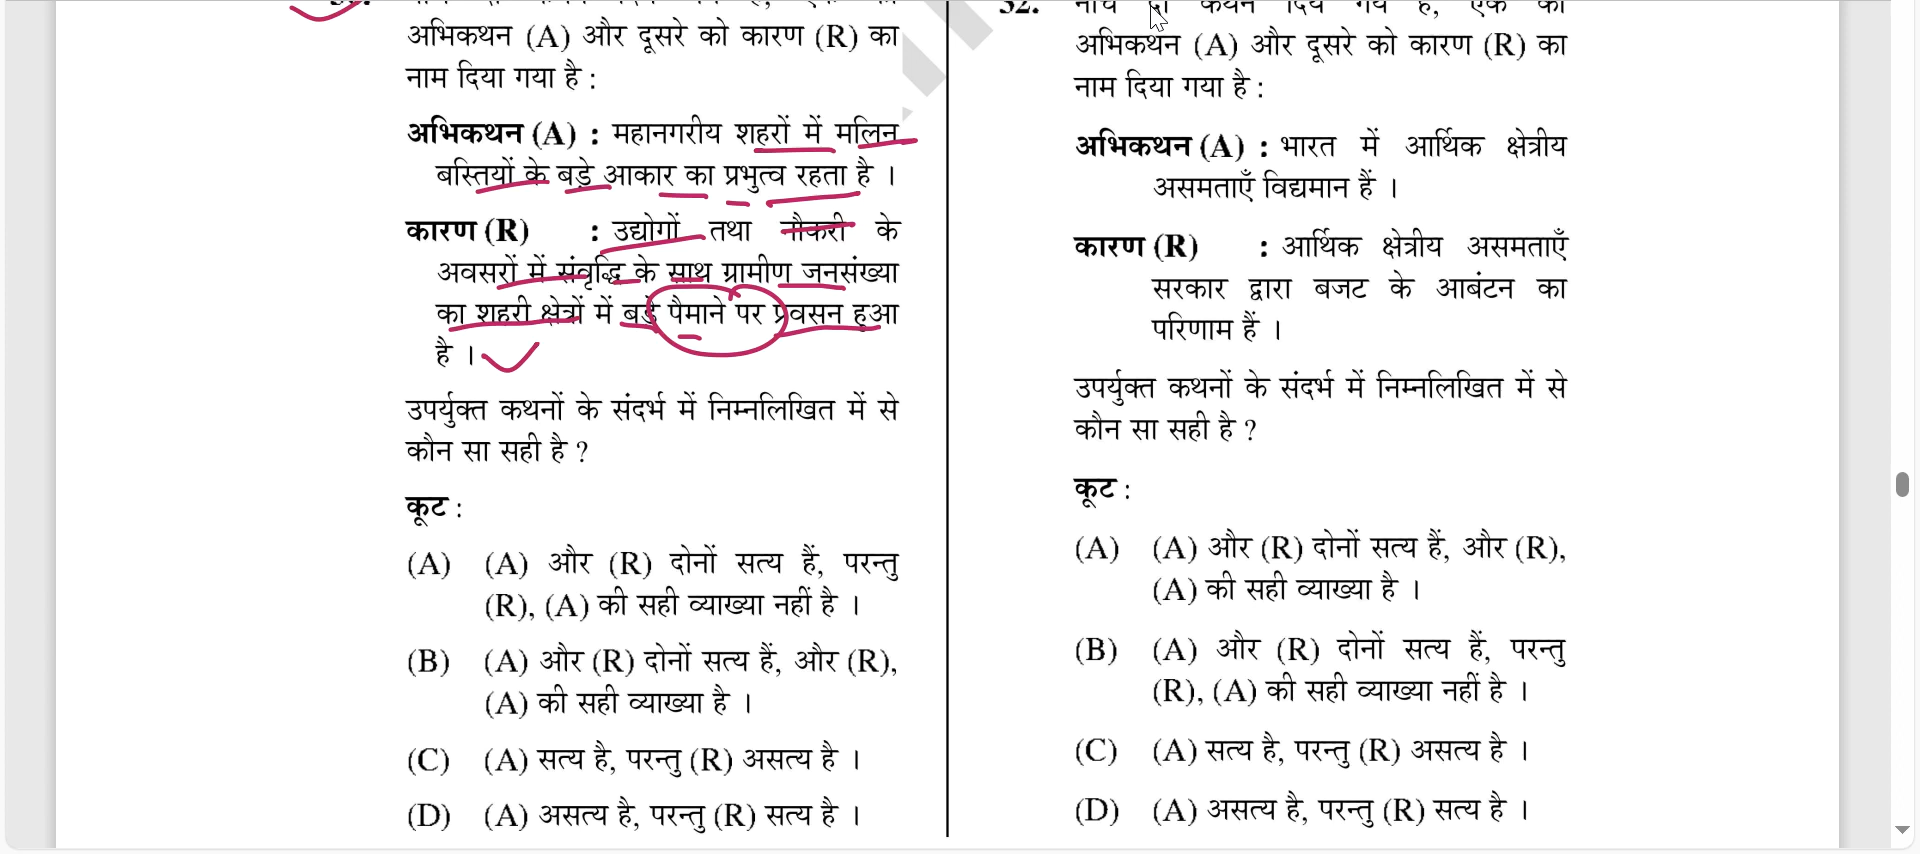 अभिकथन (A) और दूसरे को कारण (R) का
नाम दिया गया है :
अभिकथन (A) : महानगरीय शहरों में मलिन
बस्तियों के बड़े आकार का प्रभुत्व रहता है ।
कारण (R) : उद्योगों तथा नौकरी के
अवसरों में संवृद्धि के साथ ग्रामीण जनसंख्या
का शहरी क्षेत्रों में बड़े पैमाने पर प्रवसन हुआ
है ।
उपर्युक्त कथनों के संदर्भ में निम्नलिखित में से
कौन सा सही है ?
कूट :
(A) (A) और (R) दोनों सत्य हैं, परन्तु
(R), (A) की सही व्याख्या नहीं है ।
(B) (A) और (R) दोनों सत्य हैं, और (R),
(A) की सही व्याख्या है ।
(C) (A) सत्य है, परन्तु (R) असत्य है ।
(D) (A) असत्य है, परन्तु (R) सत्य है ।
32. नीचे दो कथन दिये गये हैं, एक को
अभिकथन (A) और दूसरे को कारण (R) का
नाम दिया गया है :
अभिकथन (A) : भारत में आर्थिक क्षेत्रीय
असमताएँ विद्यमान हैं ।
कारण (R) : आर्थिक क्षेत्रीय असमताएँ
सरकार द्वारा बजट के आबंटन का
परिणाम हैं ।
उपर्युक्त कथनों के संदर्भ में निम्नलिखित में से
कौन सा सही है ?
कूट :
(A) (A) और (R) दोनों सत्य हैं, और (R),
(A) की सही व्याख्या है ।
(B) (A) और (R) दोनों सत्य हैं, परन्तु
(R), (A) की सही व्याख्या नहीं है ।
(C) (A) सत्य है, परन्तु (R) असत्य है ।
(D) (A) असत्य है, परन्तु (R) सत्य है ।